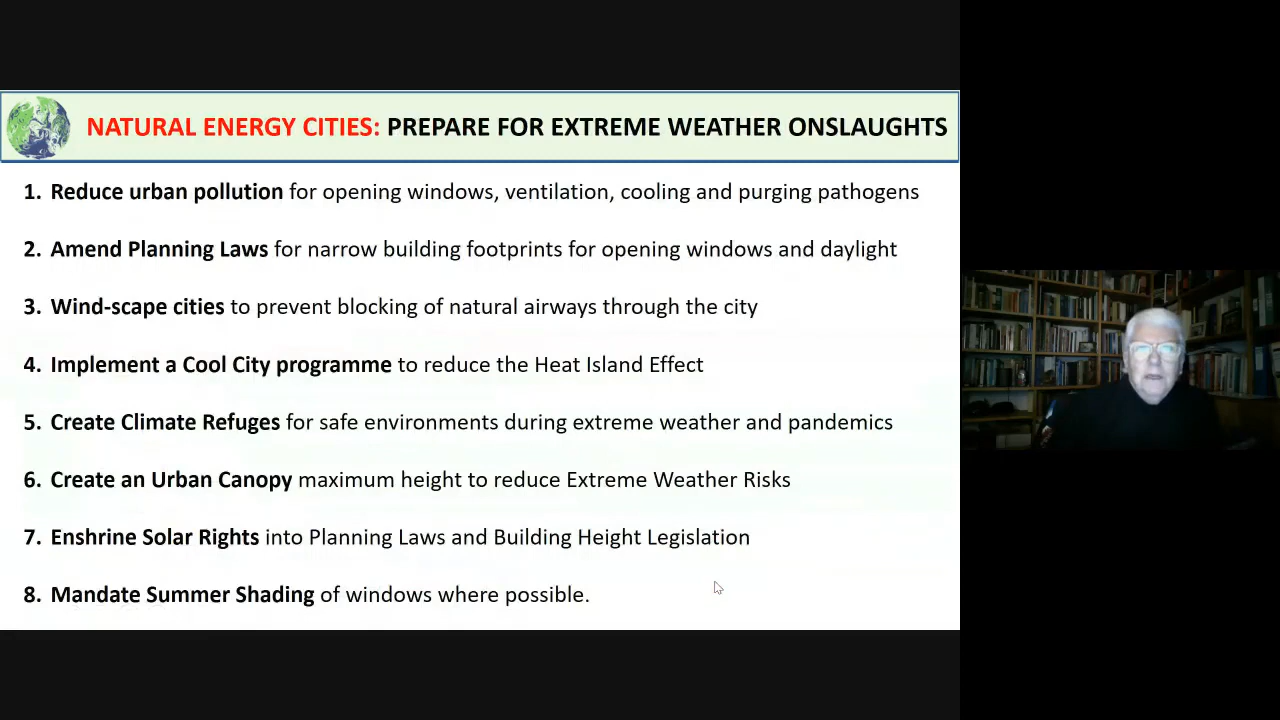 NATURAL ENERGY CITIES: PREPARE FOR EXTREME WEATHER ONSLAUGHTS
1. Reduce urban pollution for opening windows, ventilation, cooling and purging pathogens
2. Amend Planning Laws for narrow building footprints for opening windows and daylight
3. Wind-scape cities to prevent blocking of natural airways through the city
4. Implement a Cool City programme to reduce the Heat Island Effect
5. Create Climate Refuges for safe environments during extreme weather and pandemics
6. Create an Urban Canopy maximum height to reduce Extreme Weather Risks
7. Enshrine Solar Rights into Planning Laws and Building Height Legislation
8. Mandate Summer Shading of windows where possible.